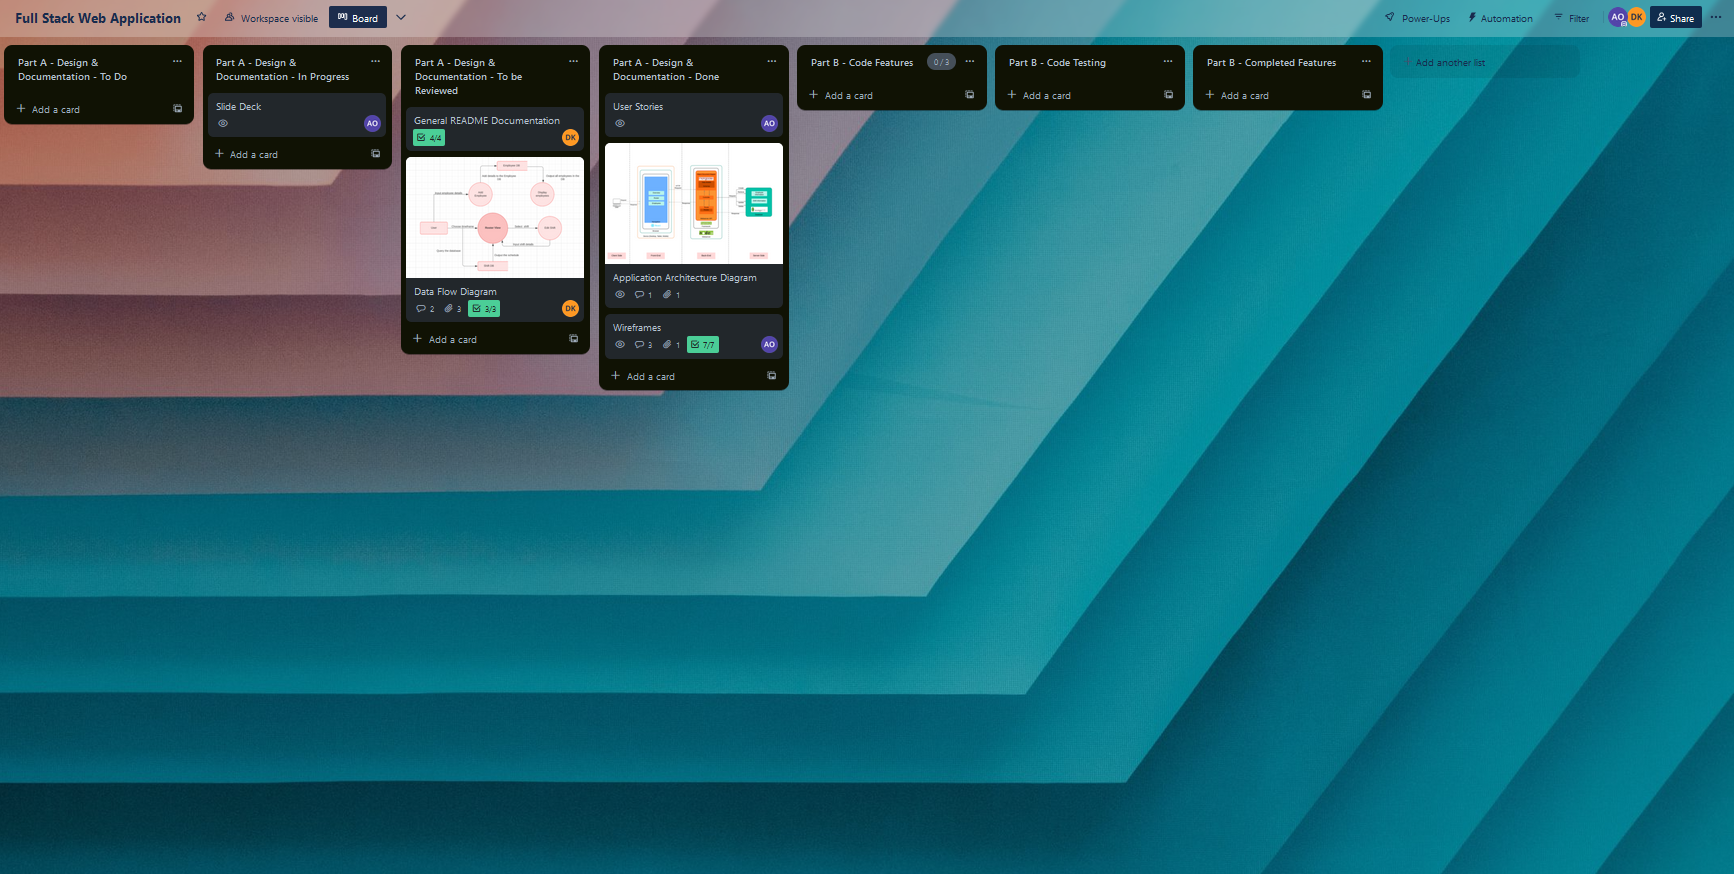 Full Stack Web Application
Workspace visible
Board
Power-Ups
Automation
Filter
AO
DK
Share
Part A - Design &
Documentation - To Do
Add a card
Part A - Design &
Documentation - In Progress
Slide Deck
AO
Add a card
Part A - Design &
Documentation - To be
Reviewed
General README Documentation
4/4
DK
Data Flow Diagram
2
3
3/3
DK
Add a card
Part A - Design &
Documentation - Done
User Stories
AO
Application Architecture Diagram
1
1
Wireframes
3
1
7/7
AO
Add a card
Part B - Code Features
0 / 3
Add a card
Part B - Code Testing
Add a card
Part B - Completed Features
Add a card
Add another list